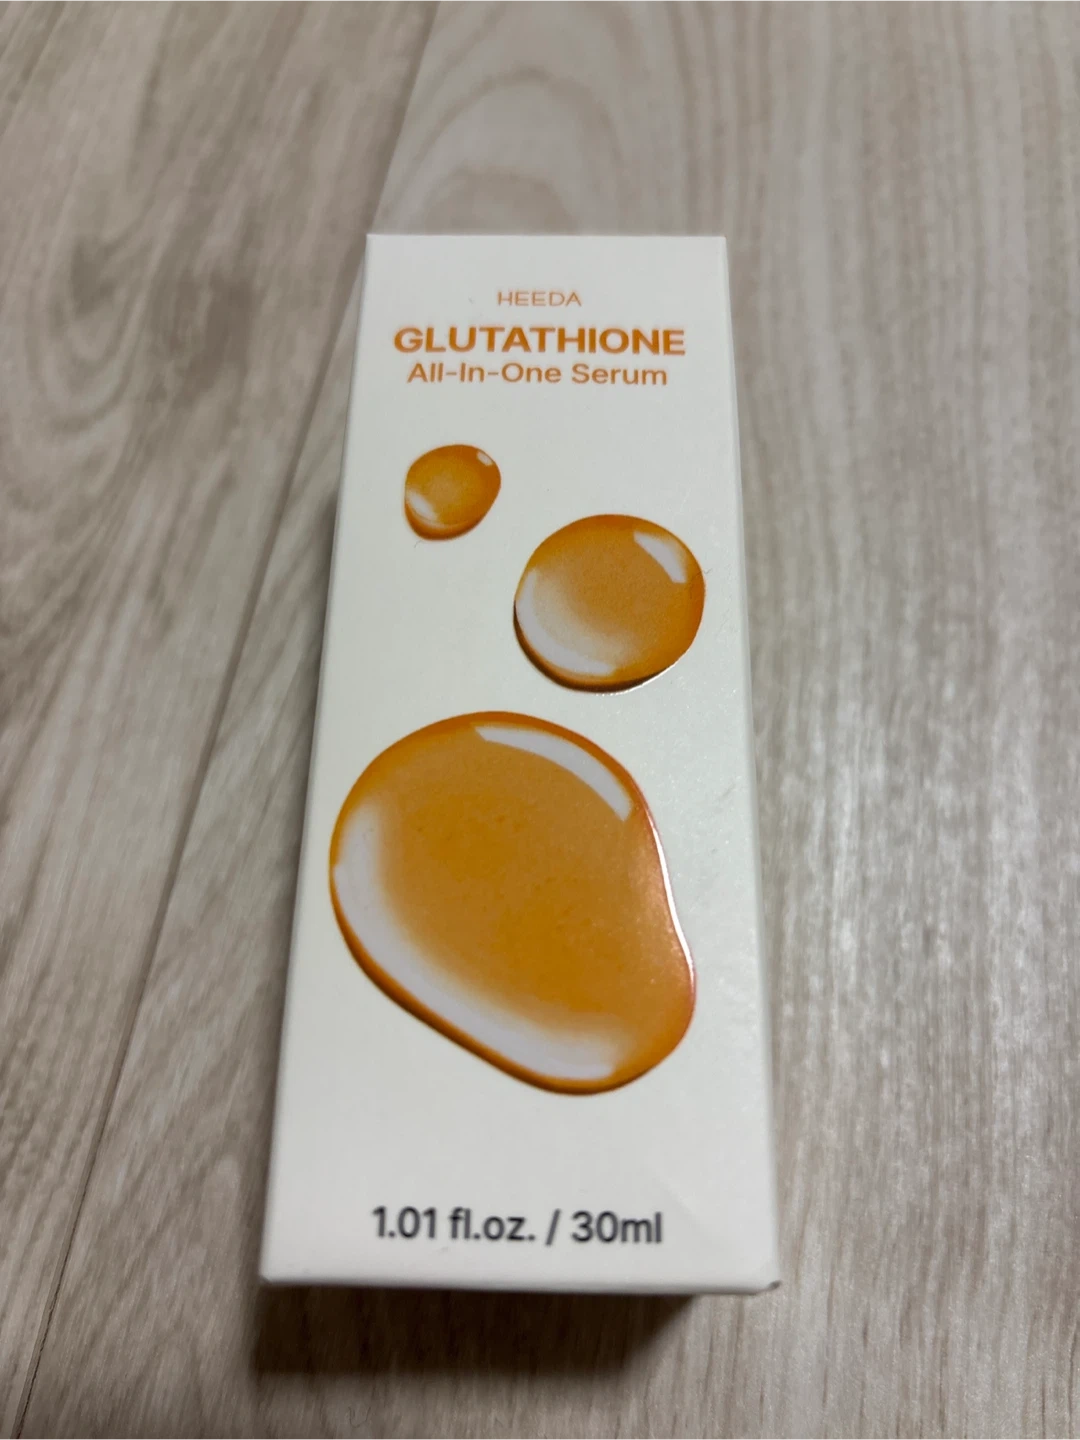 HEEDA
GLUTATHIONE
All-In-One Serum
1.01 fl.oz. / 30ml